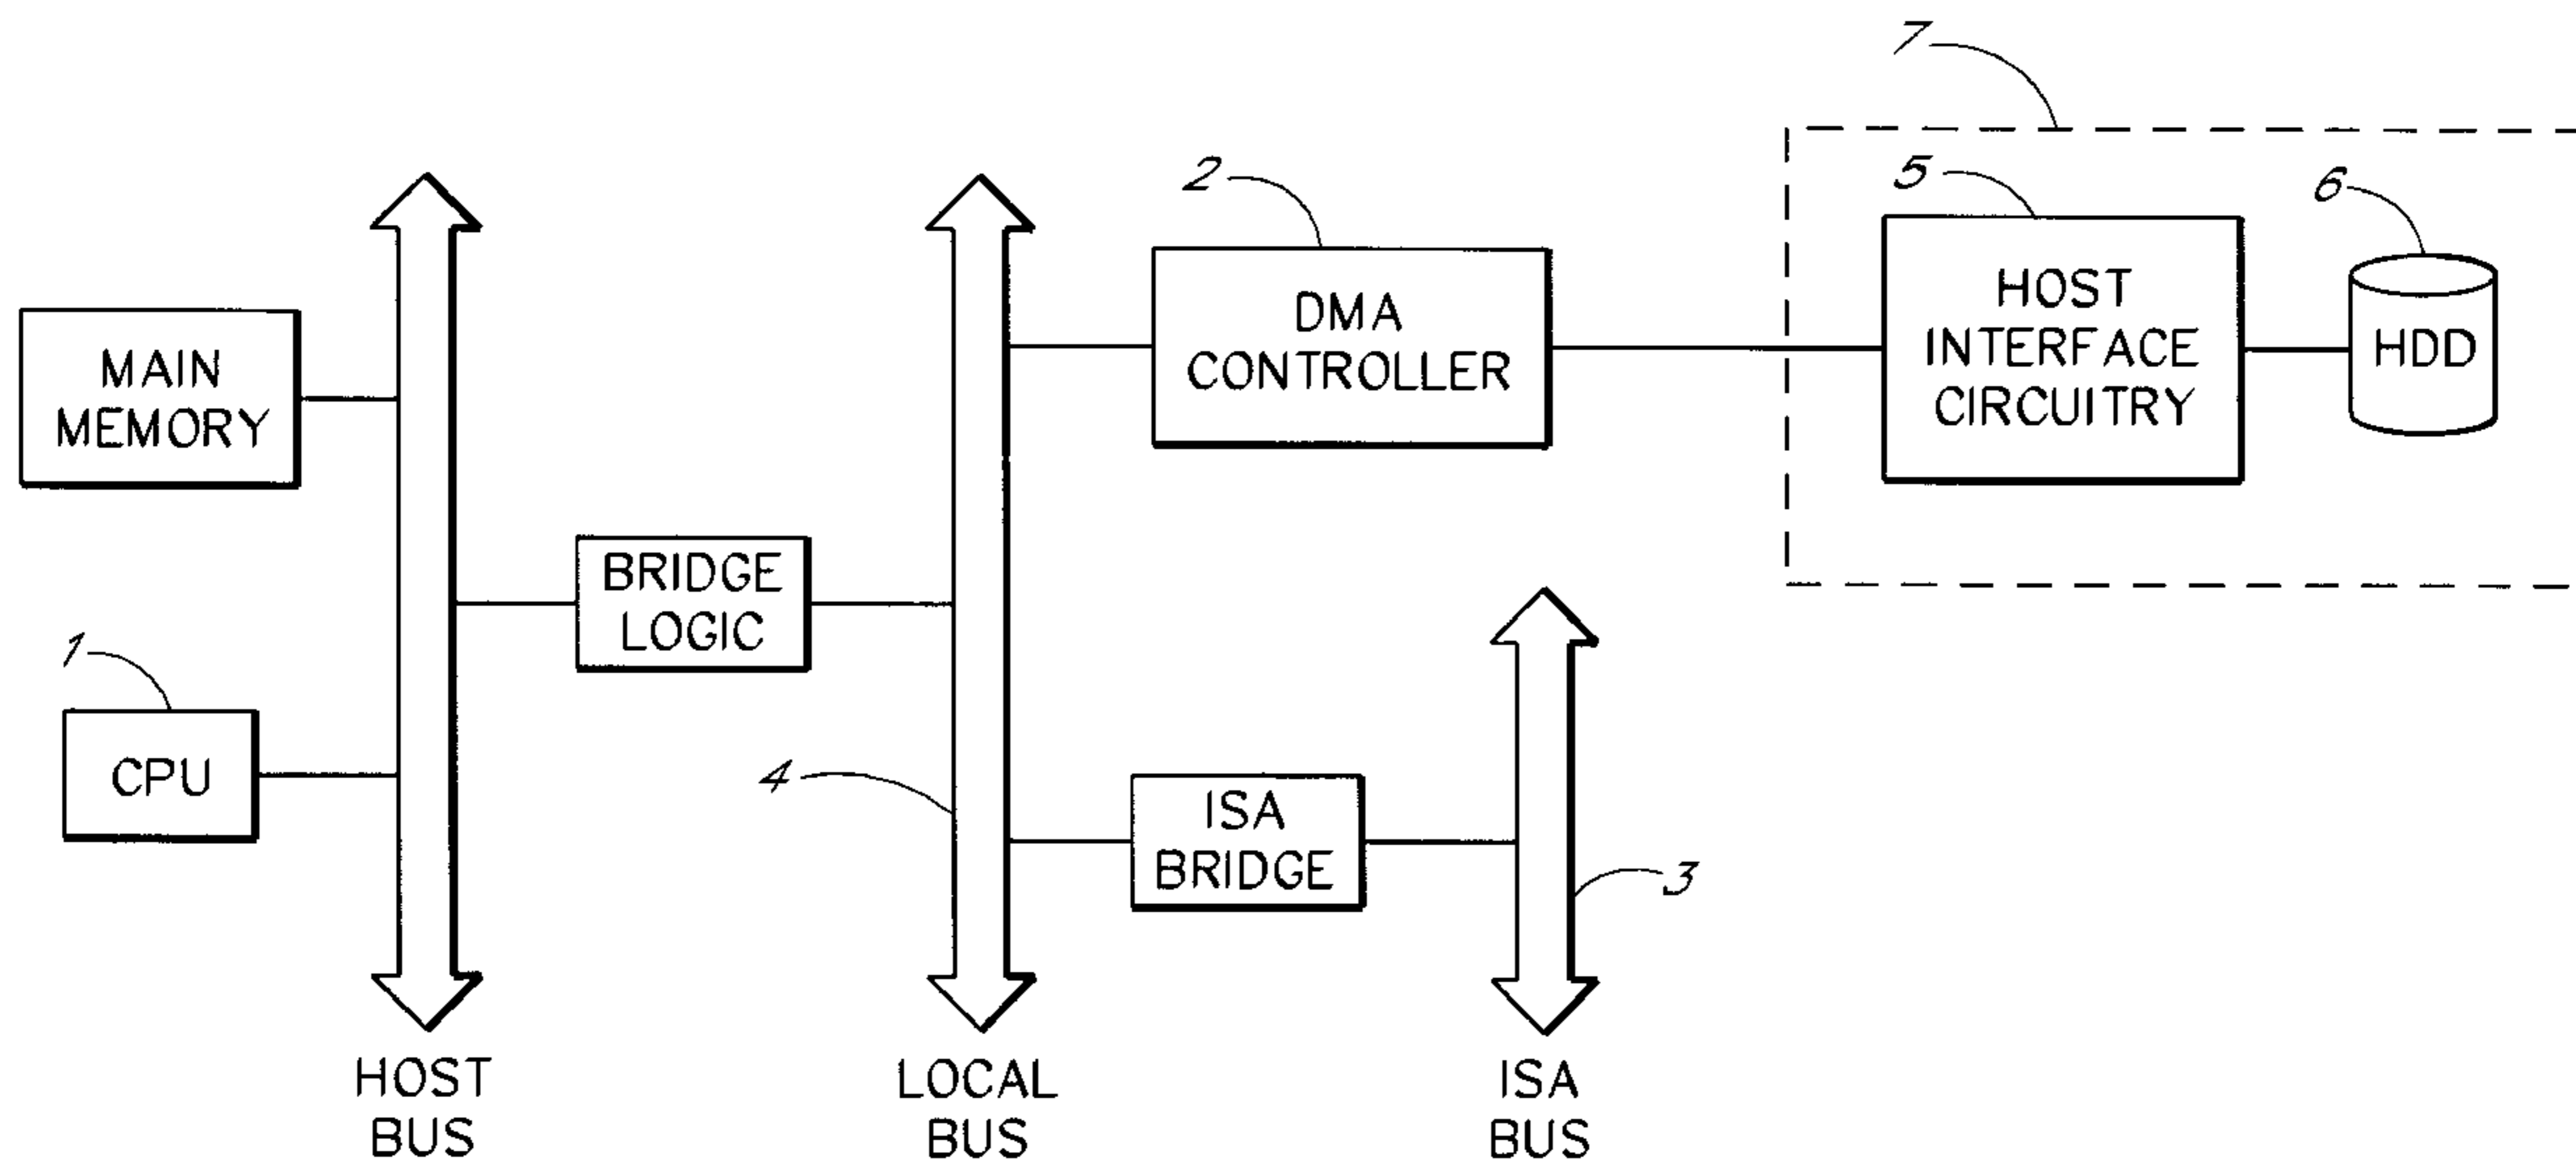 7
2
5
6
HOST
INTERFACE
CIRCUITRY
HDD
DMA
CONTROLLER
MAIN
MEMORY
BRIDGE
LOGIC
1
CPU
4
ISA
BRIDGE
3
HOST
BUS
LOCAL
BUS
ISA
BUS